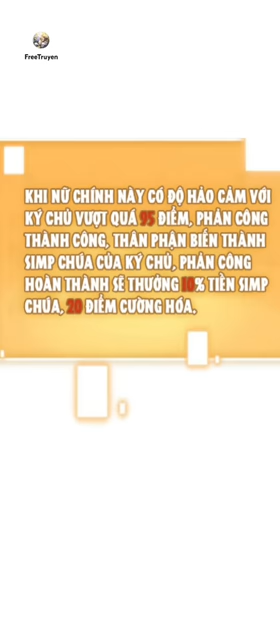 FreeTruyen
KHI NỮ CHÍNH NÀY CÓ ĐỘ HẢO CẢM VỚI
KÝ CHỦ VƯỢT QUÁ 95 ĐIỂM, PHẢN CÔNG
THÀNH CÔNG, THÂN PHẬN BIẾN THÀNH
SIMP CHÚA CỦA KÝ CHỦ, PHẢN CÔNG
HOÀN THÀNH SẼ THƯỞNG 10% TIỀN SIMP
CHÚA, 20 ĐIỂM CƯỜNG HÓA.